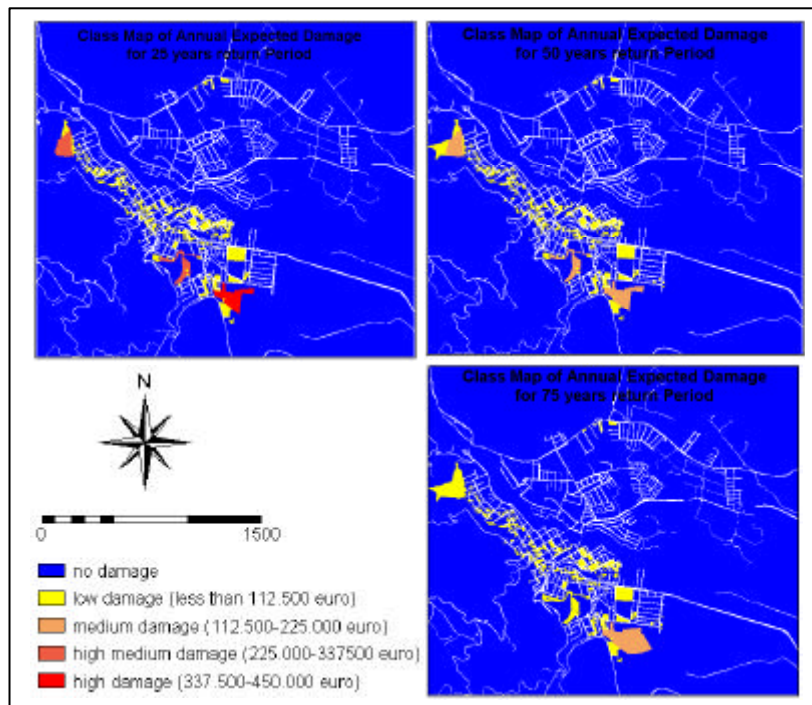 Class Map of Annual Expected Damage
for 25 years return Period
Class Map of Annual Expected Damage
for 50 years return Period
Class Map of Annual Expected Damage
for 75 years return Period
N
0 1500
no damage
low damage (less than 112.500 euro)
medium damage (112.500-225.000 euro)
high medium damage (225.000-337500 euro)
high damage (337.500-450.000 euro)